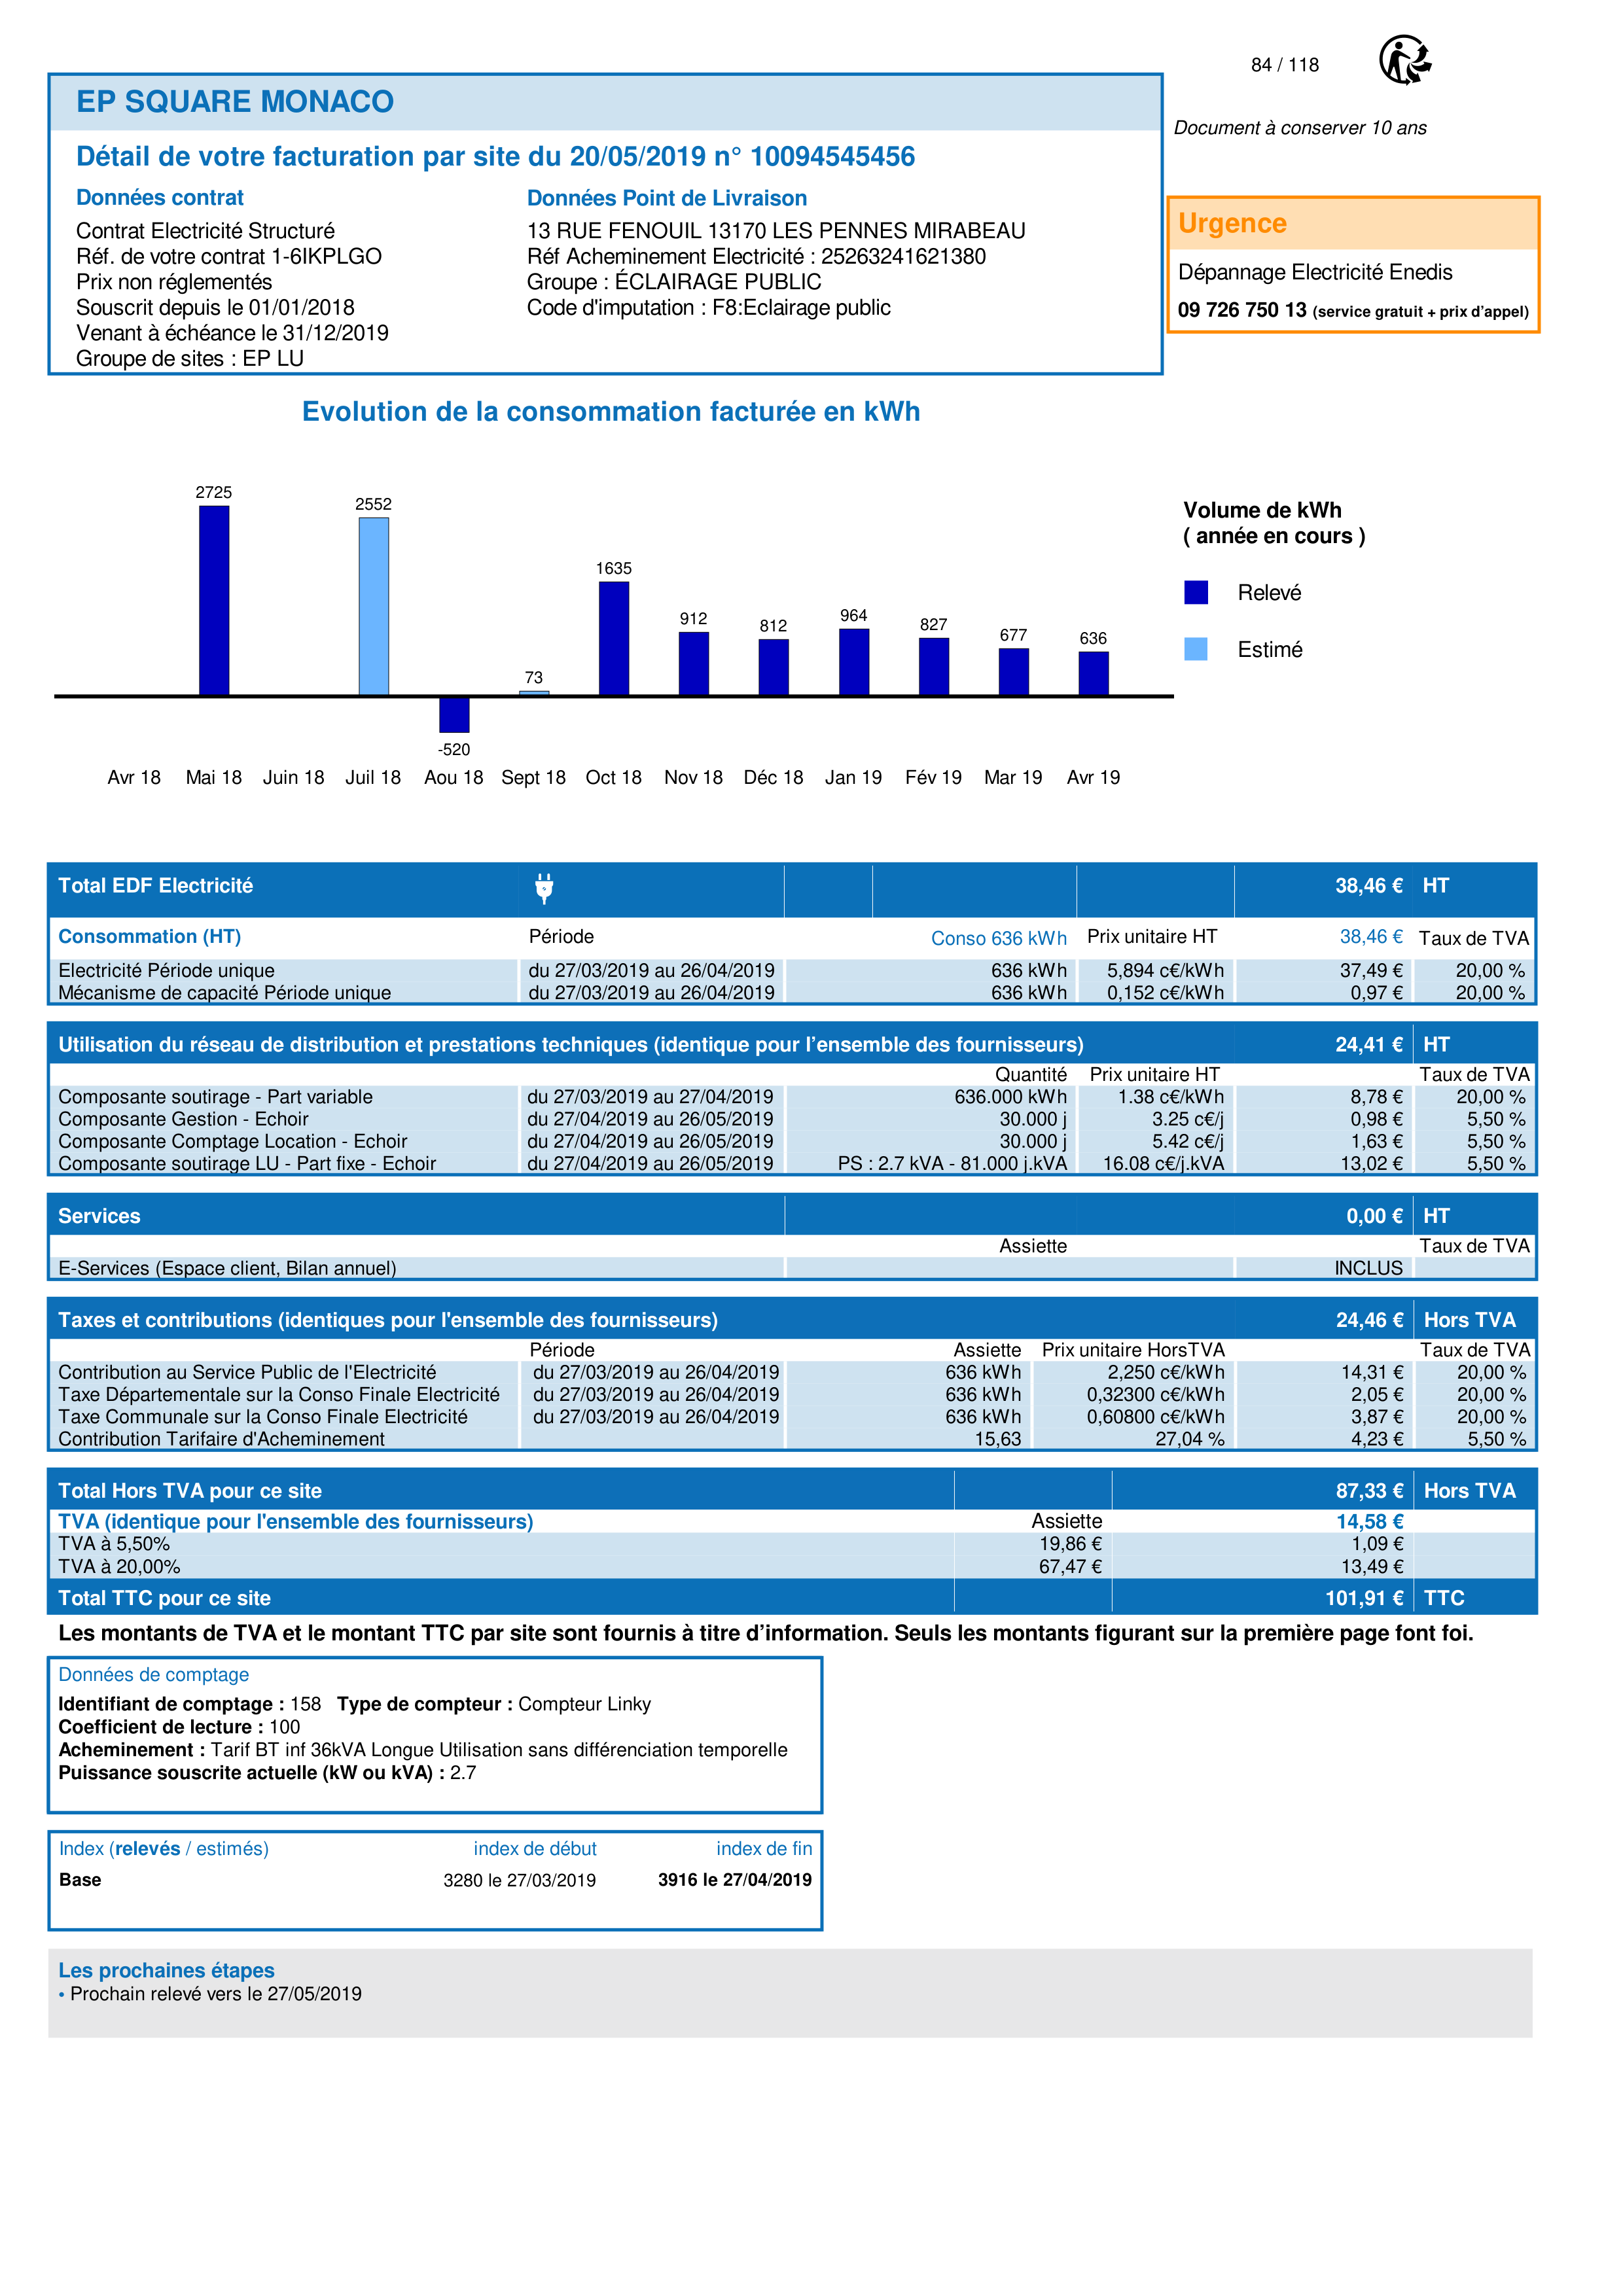 84 / 118
EP SQUARE MONACO
Document à conserver 10 ans
Détail de votre facturation par site du 20/05/2019 n° 10094545456
Données contrat
Contrat Electricité Structuré
Réf. de votre contrat 1-6IKPLGO
Prix non réglementés
Souscrit depuis le 01/01/2018
Venant à échéance le 31/12/2019
Groupe de sites : EP LU
Données Point de Livraison
13 RUE FENOUIL 13170 LES PENNES MIRABEAU
Réf Acheminement Electricité : 25263241621380
Groupe : ÉCLAIRAGE PUBLIC
Code d'imputation : F8:Eclairage public
Urgence
Dépannage Electricité Enedis
09 726 750 13 (service gratuit + prix d’appel)
Evolution de la consommation facturée en kWh
2725
2552
-520
73
1635
912
812
964
827
677
636
Avr 18 Mai 18 Juin 18 Juil 18 Aou 18 Sept 18 Oct 18 Nov 18 Déc 18 Jan 19 Fév 19 Mar 19 Avr 19
Volume de kWh
( année en cours )
Relevé
Estimé
Total EDF Electricité 38,46 € HT
Consommation (HT) Période Conso 636 kWh Prix unitaire HT 38,46 € Taux de TVA
Electricité Période unique du 27/03/2019 au 26/04/2019 636 kWh 5,894 c€/kWh 37,49 € 20,00 %
Mécanisme de capacité Période unique du 27/03/2019 au 26/04/2019 636 kWh 0,152 c€/kWh 0,97 € 20,00 %
Utilisation du réseau de distribution et prestations techniques (identique pour l’ensemble des fournisseurs) 24,41 € HT
Quantité Prix unitaire HT Taux de TVA
Composante soutirage - Part variable du 27/03/2019 au 27/04/2019 636.000 kWh 1.38 c€/kWh 8,78 € 20,00 %
Composante Gestion - Echoir du 27/04/2019 au 26/05/2019 30.000 j 3.25 c€/j 0,98 € 5,50 %
Composante Comptage Location - Echoir du 27/04/2019 au 26/05/2019 30.000 j 5.42 c€/j 1,63 € 5,50 %
Composante soutirage LU - Part fixe - Echoir du 27/04/2019 au 26/05/2019 PS : 2.7 kVA - 81.000 j.kVA 16.08 c€/j.kVA 13,02 € 5,50 %
Services 0,00 € HT
Assiette Taux de TVA
E-Services (Espace client, Bilan annuel) INCLUS
Taxes et contributions (identiques pour l'ensemble des fournisseurs) 24,46 € Hors TVA
Période Assiette Prix unitaire HorsTVA Taux de TVA
Contribution au Service Public de l'Electricité du 27/03/2019 au 26/04/2019 636 kWh 2,250 c€/kWh 14,31 € 20,00 %
Taxe Départementale sur la Conso Finale Electricité du 27/03/2019 au 26/04/2019 636 kWh 0,32300 c€/kWh 2,05 € 20,00 %
Taxe Communale sur la Conso Finale Electricité du 27/03/2019 au 26/04/2019 636 kWh 0,60800 c€/kWh 3,87 € 20,00 %
Contribution Tarifaire d'Acheminement 15,63 27,04 % 4,23 € 5,50 %
Total Hors TVA pour ce site 87,33 € Hors TVA
TVA (identique pour l'ensemble des fournisseurs) Assiette 14,58 €
TVA à 5,50% 19,86 € 1,09 €
TVA à 20,00% 67,47 € 13,49 €
Total TTC pour ce site 101,91 € TTC
Les montants de TVA et le montant TTC par site sont fournis à titre d’information. Seuls les montants figurant sur la première page font foi.
Données de comptage
Identifiant de comptage : 158 Type de compteur : Compteur Linky
Coefficient de lecture : 100
Acheminement : Tarif BT inf 36kVA Longue Utilisation sans différenciation temporelle
Puissance souscrite actuelle (kW ou kVA) : 2.7
Index (relevés / estimés) index de début index de fin
Base 3280 le 27/03/2019 3916 le 27/04/2019
Les prochaines étapes
• Prochain relevé vers le 27/05/2019